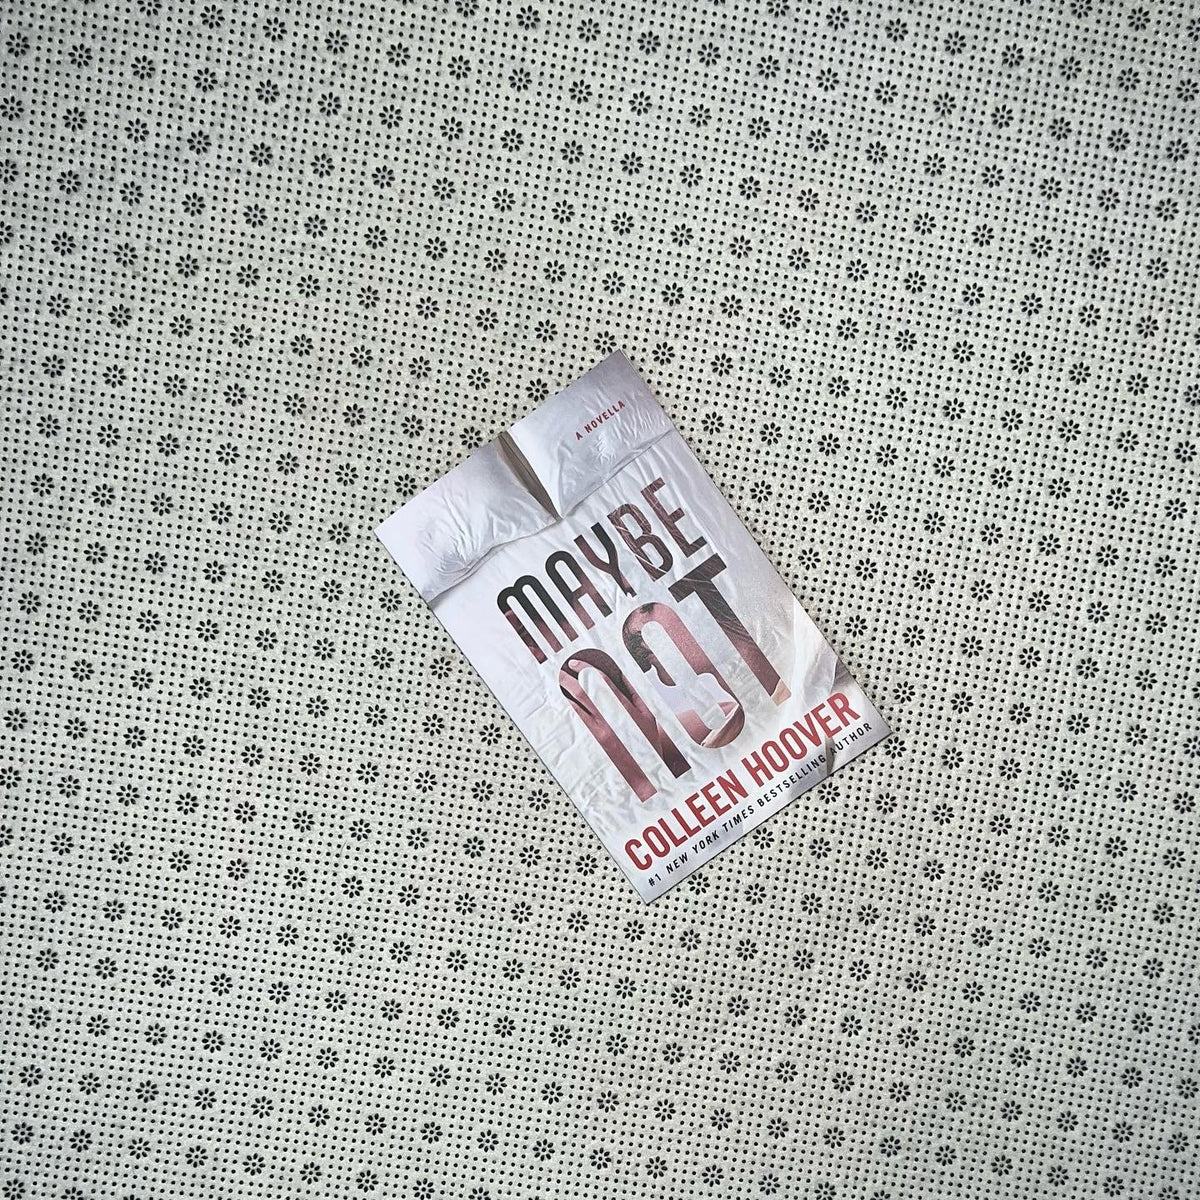 A NOVELLA
MAYBE
NOT
COLLEEN HOOVER
#1 NEW YORK TIMES BESTSELLING AUTHOR